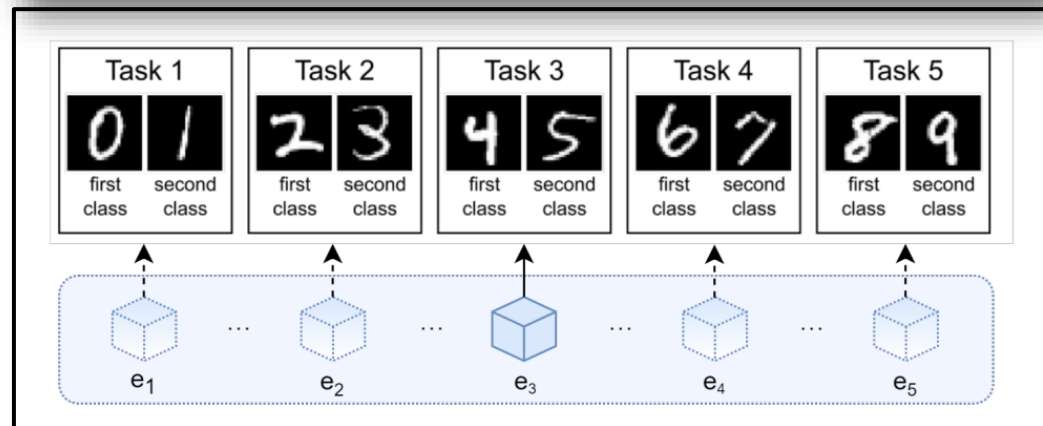 Task 1 Task 2 Task 3 Task 4 Task 5
0 1 2 3 4 5 6 7 8 9
first second first second first second first second first second
class class class class class class class class class class
... ... ... ...
e₁ e₂ e₃ e₄ e₅